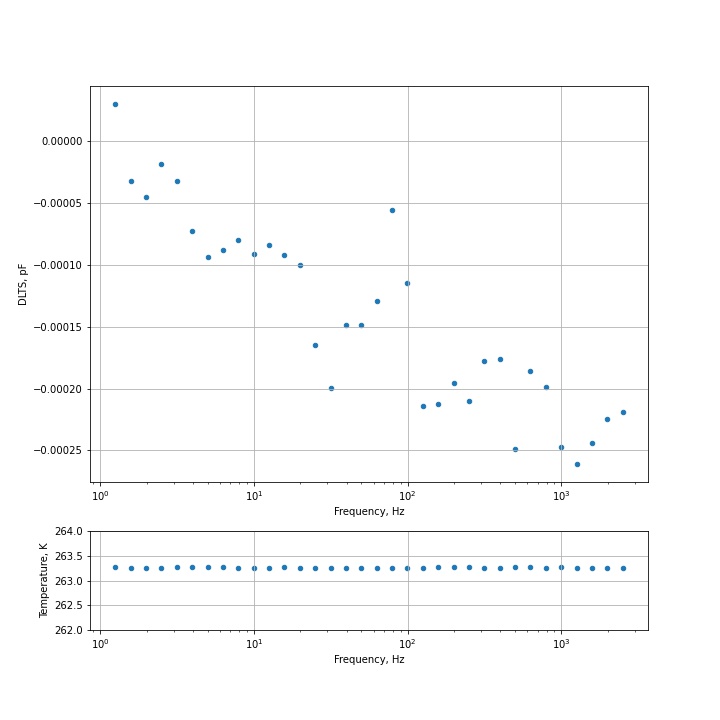 0.00000
−0.00005
−0.00010
−0.00015
−0.00020
−0.00025
DLTS, pF
10⁰ 10¹ 10² 10³
Frequency, Hz
264.0
263.5
263.0
262.5
262.0
Temperature, K
10⁰ 10¹ 10² 10³
Frequency, Hz